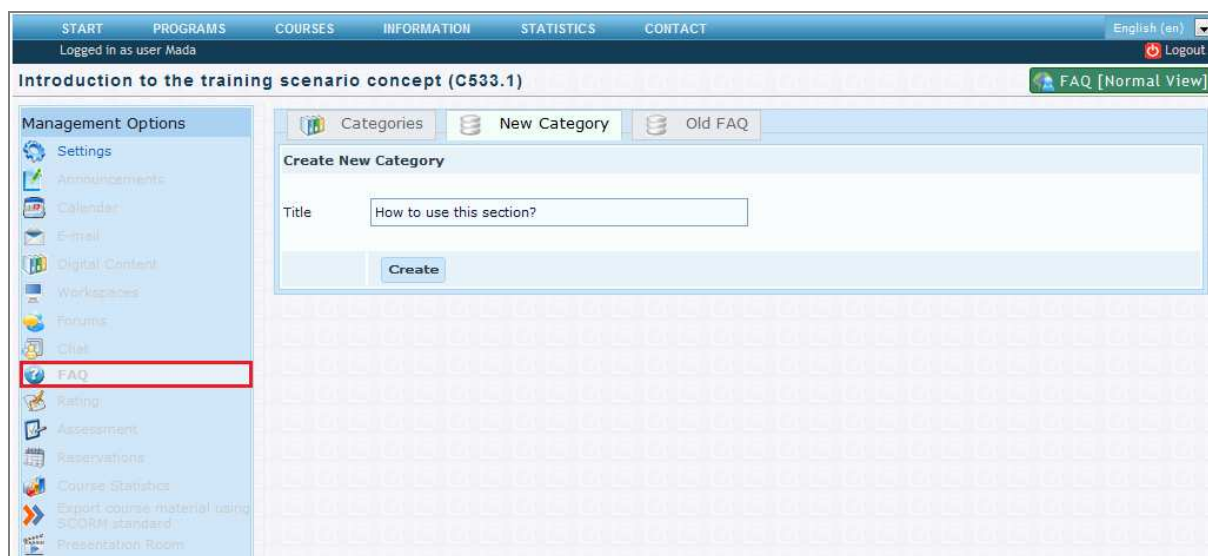 START PROGRAMS COURSES INFORMATION STATISTICS CONTACT English (en)
Logged in as user Mada Logout
Introduction to the training scenario concept (C533.1) FAQ [Normal View]
Management Options
Settings
Announcements
Calendar
E-mail
Digital Content
Workspaces
Forums
Chat
FAQ
Rating
Assessment
Reservations
Course Statistics
Export course material using
SCORM standard
Presentation Room
Categories New Category Old FAQ
Create New Category
Title How to use this section?
Create